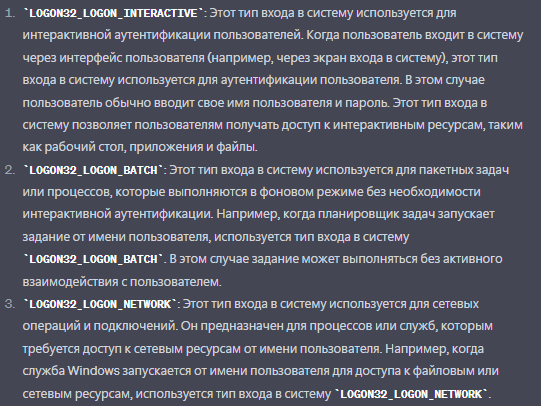 1. `LOGON32_LOGON_INTERACTIVE`: Этот тип входа в систему используется для
интерактивной аутентификации пользователей. Когда пользователь входит в систему
через интерфейс пользователя (например, через экран входа в систему), этот тип
входа в систему используется для аутентификации пользователя. В этом случае
пользователь обычно вводит свое имя пользователя и пароль. Этот тип входа в
систему позволяет пользователям получать доступ к интерактивным ресурсам, таким
как рабочий стол, приложения и файлы.
2. `LOGON32_LOGON_BATCH`: Этот тип входа в систему используется для пакетных задач
или процессов, которые выполняются в фоновом режиме без необходимости
интерактивной аутентификации. Например, когда планировщик задач запускает
задание от имени пользователя, используется тип входа в систему
`LOGON32_LOGON_BATCH`. В этом случае задание может выполняться без активного
взаимодействия с пользователем.
3. `LOGON32_LOGON_NETWORK`: Этот тип входа в систему используется для сетевых
операций и подключений. Он предназначен для процессов или служб, которым
требуется доступ к сетевым ресурсам от имени пользователя. Например, когда
служба Windows запускается от имени пользователя для доступа к файловым или
сетевым ресурсам, используется тип входа в систему `LOGON32_LOGON_NETWORK`.